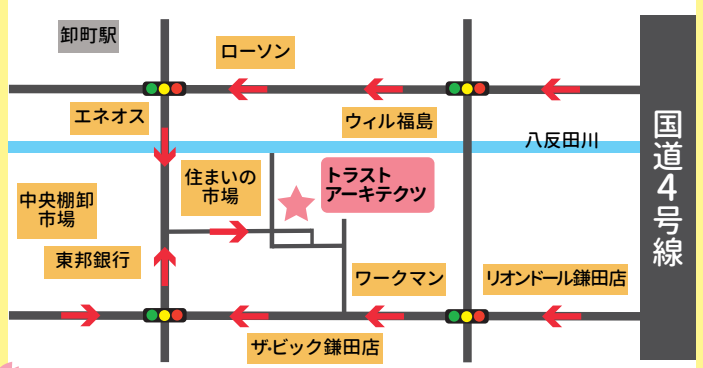 卸町駅
ローソン
エネオス
ウィル福島
八反田川
国道4号線
住まいの
市場
トラスト
アーキテクツ
中央棚卸
市場
東邦銀行
ワークマン
リオンドール鎌田店
ザ・ビック鎌田店